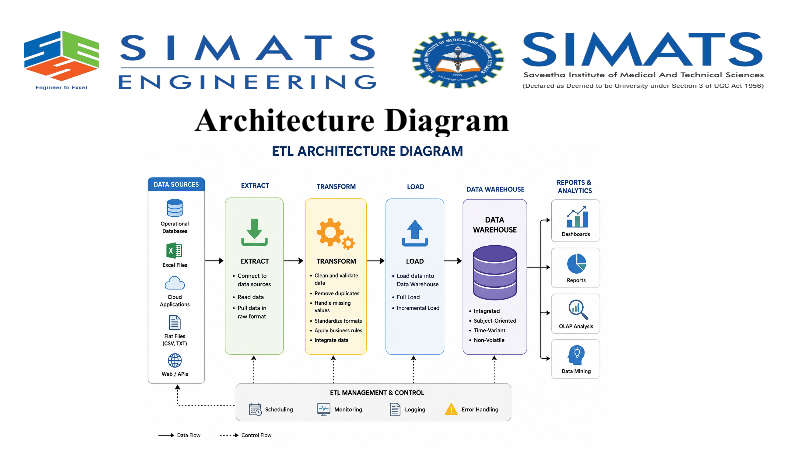 SIMATS
ENGINEERING
Engineer to Excel
SIMATS
Saveetha Institute of Medical And Technical Sciences
(Declared as Deemed to be University under Section 3 of UGC Act 1956)
Architecture Diagram
ETL ARCHITECTURE DIAGRAM
DATA SOURCES
Operational
Databases
Excel Files
Cloud
Applications
Flat Files
(CSV, TXT)
Web / APIs
EXTRACT
EXTRACT
• Connect to
data sources
• Read data
• Pull data in
raw format
TRANSFORM
TRANSFORM
• Clean and validate
data
• Remove duplicates
• Handle missing
values
• Standardize formats
• Apply business rules
• Integrate data
LOAD
LOAD
• Load data into
Data Warehouse
• Full Load
• Incremental Load
DATA WAREHOUSE
DATA
WAREHOUSE
• Integrated
• Subject-Oriented
• Time-Variant
• Non-Volatile
REPORTS &
ANALYTICS
Dashboards
Reports
OLAP Analysis
Data Mining
ETL MANAGEMENT & CONTROL
Scheduling
Monitoring
Logging
Error Handling
Data Flow
Control Flow